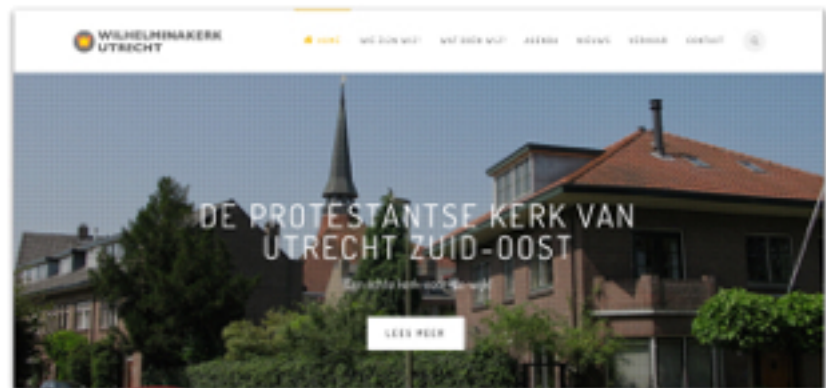 WILHELMINAKERK
UTRECHT
HOME WIE ZIJN WIJ? WAT DOEN WIJ? AGENDA NIEUWS VERHUUR CONTACT
DE PROTESTANTSE KERK VAN
UTRECHT ZUID-OOST
LEES MEER